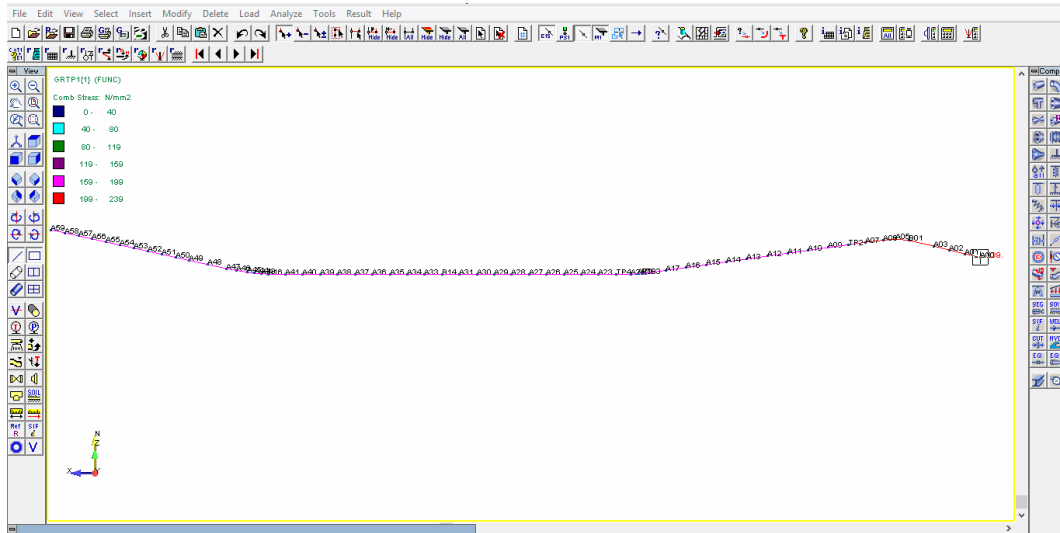 File Edit View Select Insert Modify Delete Load Analyze Tools Result Help
View
Comp
GRTP1{1} (FUNC)
Comb Stress: N/mm2
0 - 40
40 - 80
80 - 119
119 - 159
159 - 199
199 - 239
A59 A58 A57 A56 A55 A54 A53 A52 A51 A50 A49 A48 A47
A41 A40 A39 A38 A37 A36 A35 A34 A33 B14 A31 A30 A29 A28 A27 A26 A25 A24 A23 TP4
A17 A16 A15 A14 A13 A12 A11 A10 A09 TP2 A07 A06 A05 B01 A03 A02 A01
N
Z
X
Y